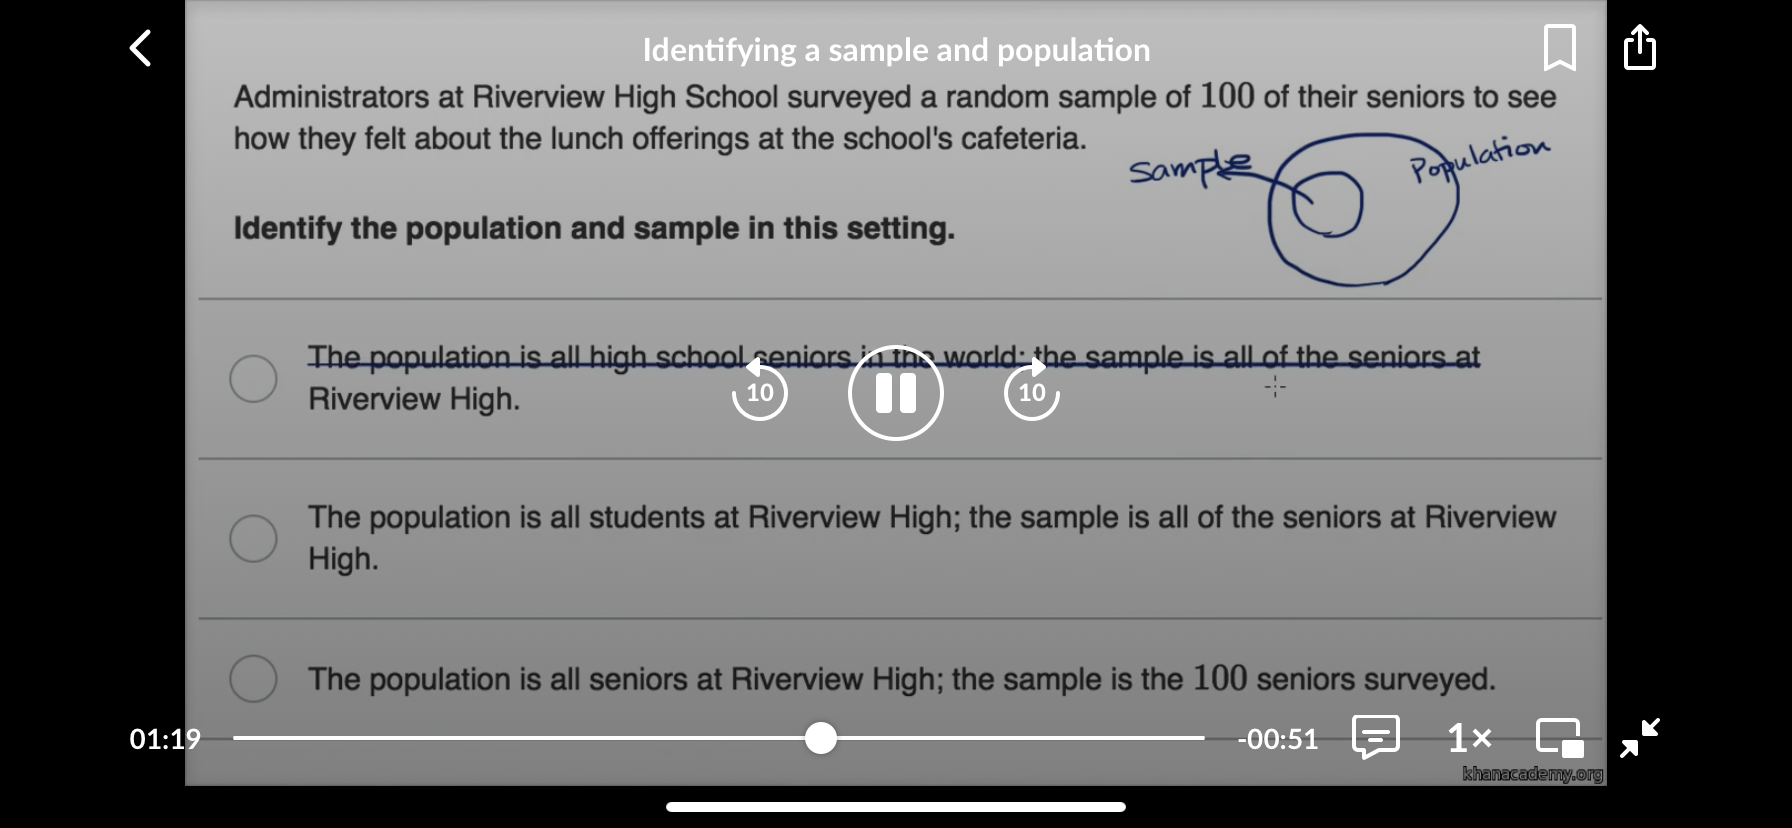 Identifying a sample and population
Administrators at Riverview High School surveyed a random sample of 100 of their seniors to see
how they felt about the lunch offerings at the school's cafeteria.
Sample
Population
Identify the population and sample in this setting.
The population is all high school seniors in the world; the sample is all of the seniors at
Riverview High.
10
10
The population is all students at Riverview High; the sample is all of the seniors at Riverview
High.
The population is all seniors at Riverview High; the sample is the 100 seniors surveyed.
01:19
-00:51
1×
khanacademy.org